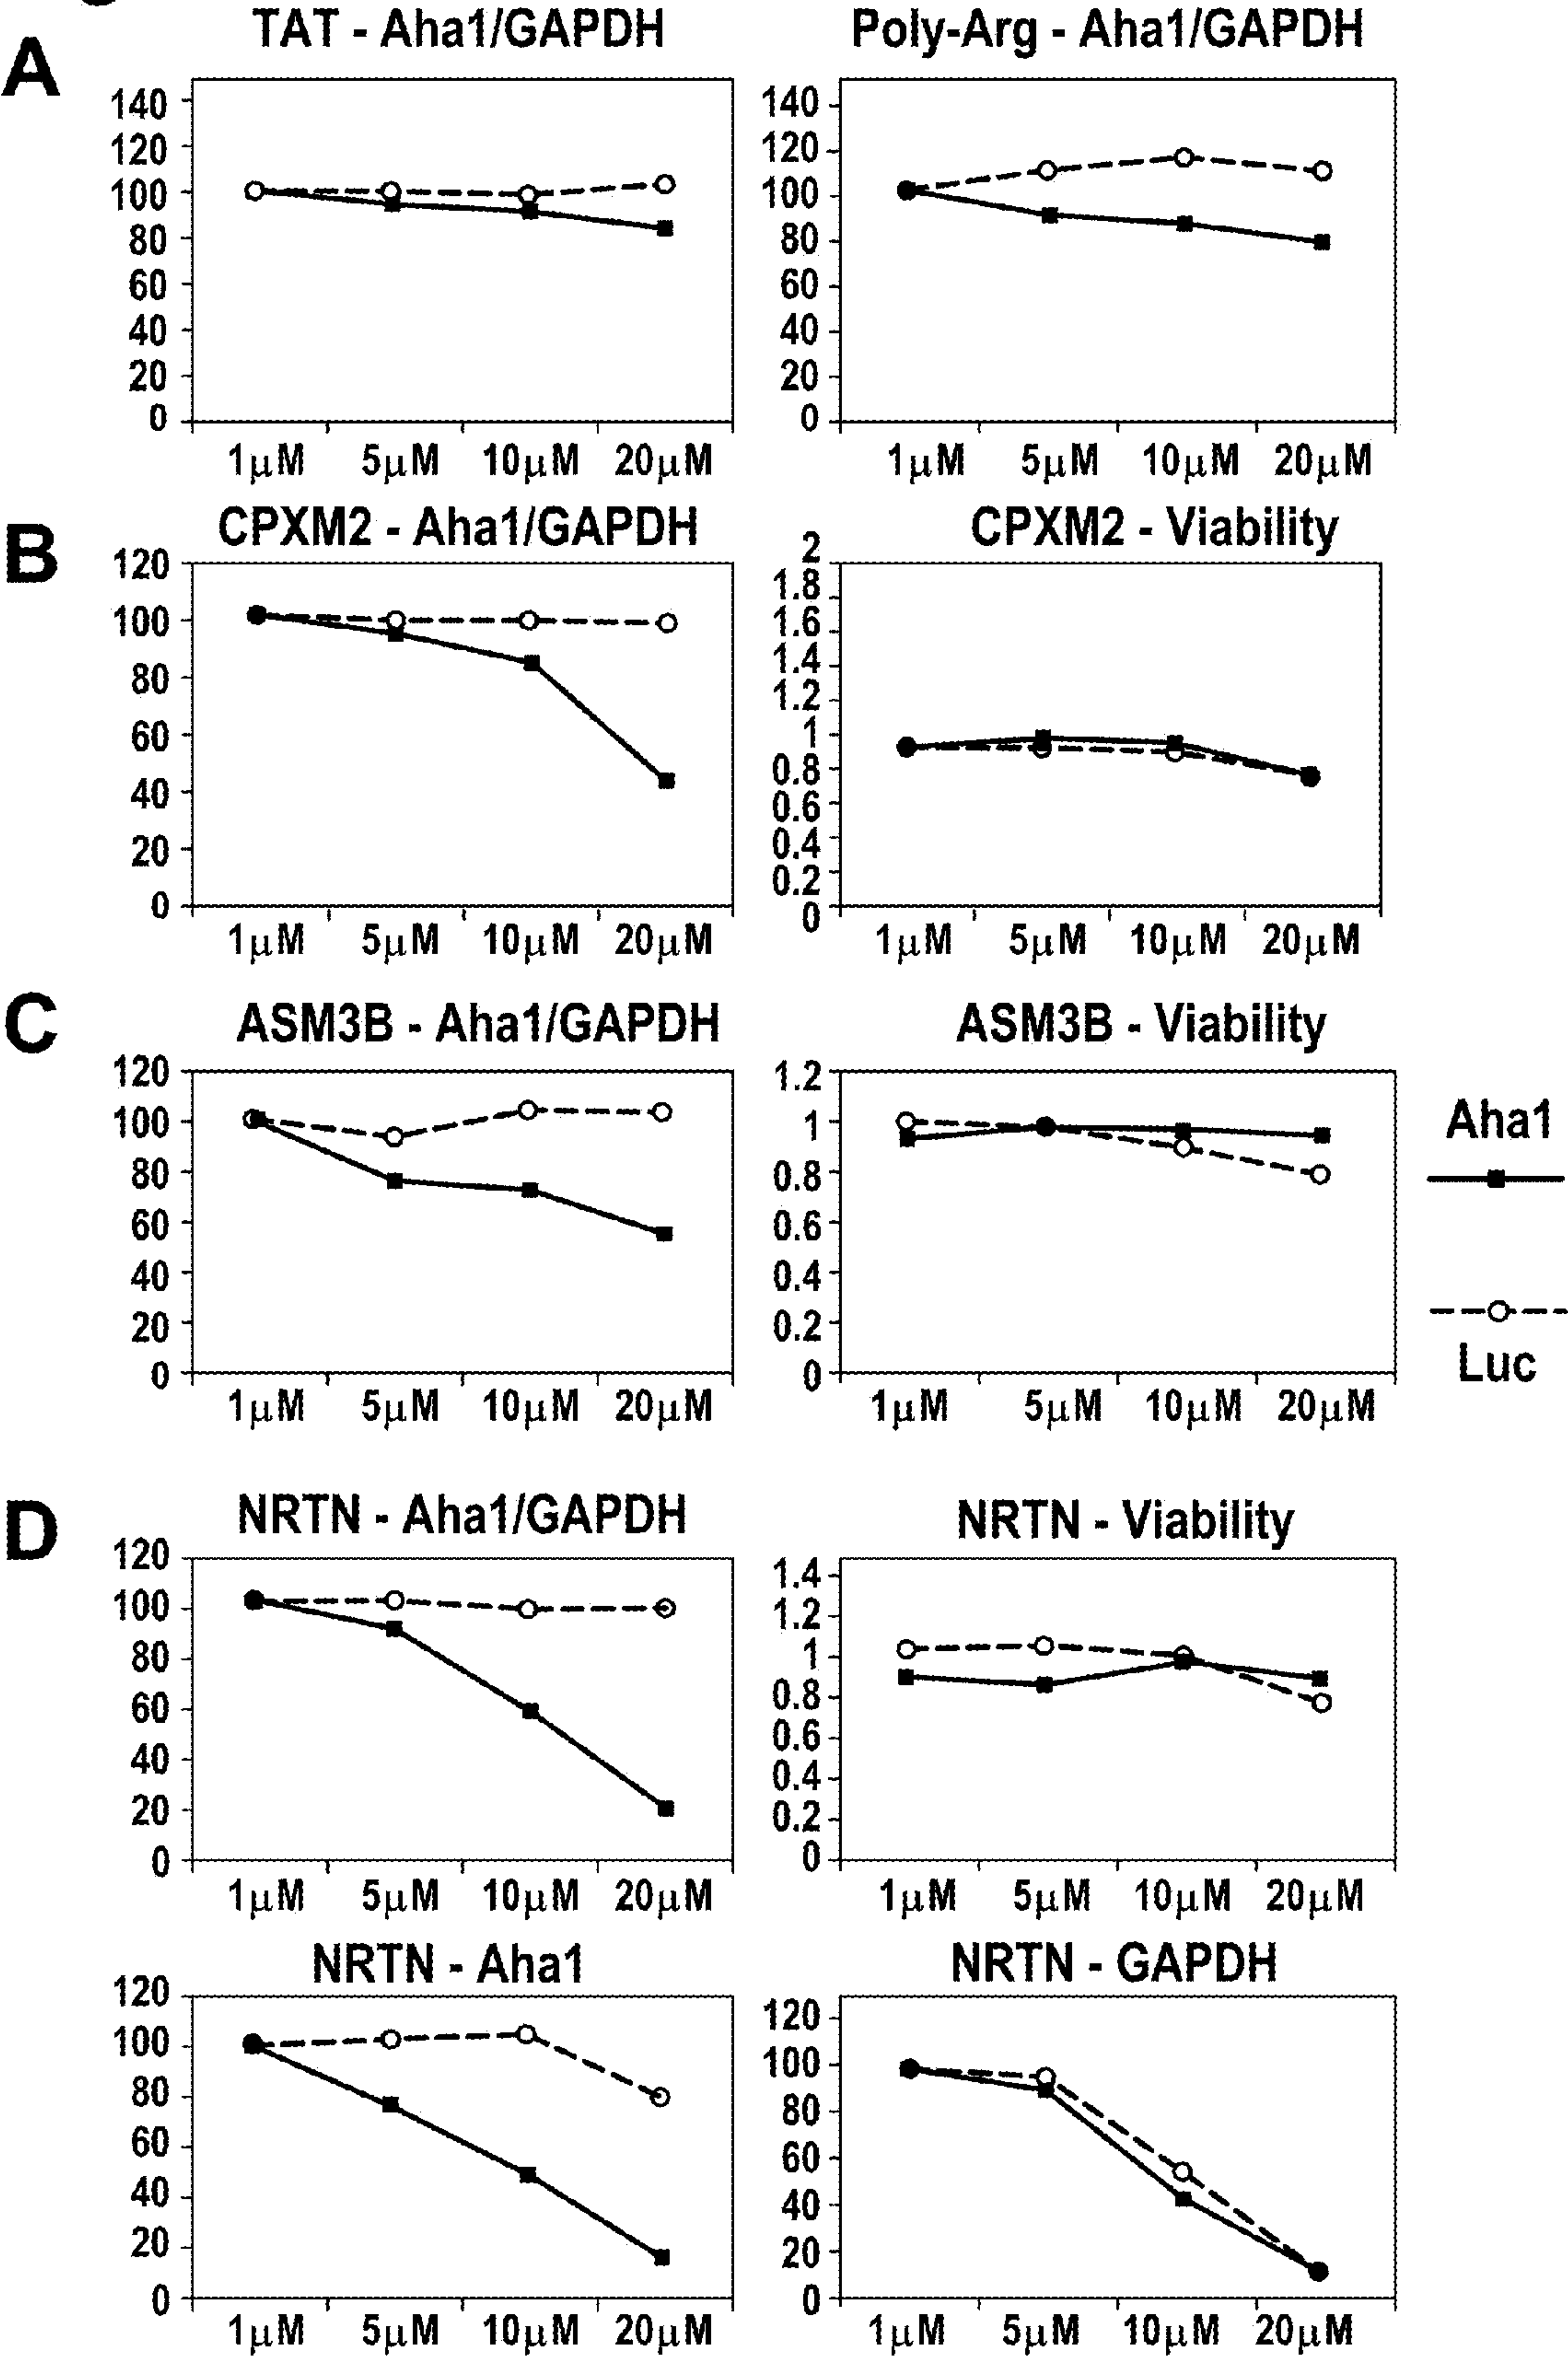 A
TAT - Aha1/GAPDH
140
120
100
80
60
40
20
0
1μM 5μM 10μM 20μM
Poly-Arg - Aha1/GAPDH
140
120
100
80
60
40
20
0
1μM 5μM 10μM 20μM
B
CPXM2 - Aha1/GAPDH
120
100
80
60
40
20
0
1μM 5μM 10μM 20μM
CPXM2 - Viability
2
1.8
1.6
1.4
1.2
1
0.8
0.6
0.4
0.2
0
1μM 5μM 10μM 20μM
C
ASM3B - Aha1/GAPDH
120
100
80
60
40
20
0
1μM 5μM 10μM 20μM
ASM3B - Viability
1.2
1
0.8
0.6
0.4
0.2
0
1μM 5μM 10μM 20μM
Aha1
Luc
D
NRTN - Aha1/GAPDH
120
100
80
60
40
20
0
1μM 5μM 10μM 20μM
NRTN - Viability
1.4
1.2
1
0.8
0.6
0.4
0.2
0
1μM 5μM 10μM 20μM
NRTN - Aha1
120
100
80
60
40
20
0
1μM 5μM 10μM 20μM
NRTN - GAPDH
120
100
80
60
40
20
0
1μM 5μM 10μM 20μM